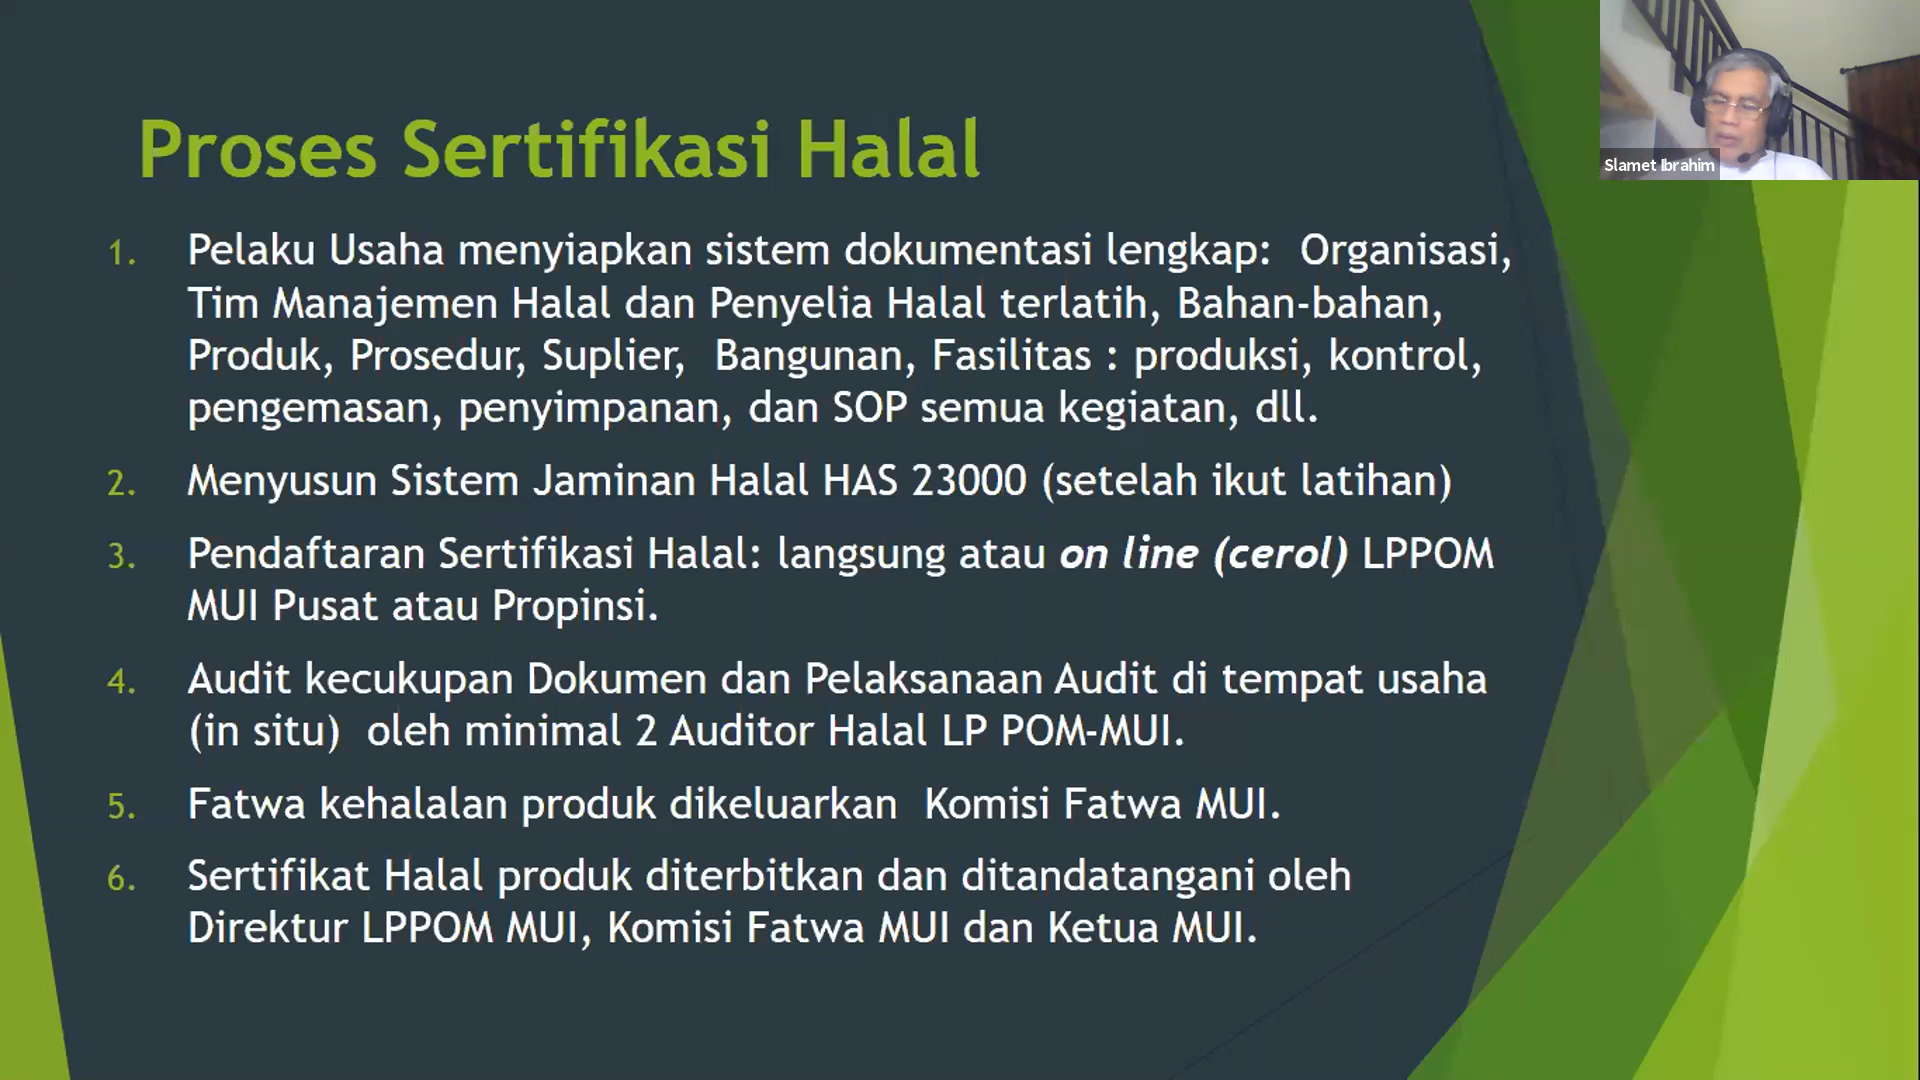 Proses Sertifikasi Halal
Slamet Ibrahim
1. Pelaku Usaha menyiapkan sistem dokumentasi lengkap: Organisasi,
Tim Manajemen Halal dan Penyelia Halal terlatih, Bahan-bahan,
Produk, Prosedur, Suplier, Bangunan, Fasilitas : produksi, kontrol,
pengemasan, penyimpanan, dan SOP semua kegiatan, dll.
2. Menyusun Sistem Jaminan Halal HAS 23000 (setelah ikut latihan)
3. Pendaftaran Sertifikasi Halal: langsung atau on line (cerol) LPPOM
MUI Pusat atau Propinsi.
4. Audit kecukupan Dokumen dan Pelaksanaan Audit di tempat usaha
(in situ) oleh minimal 2 Auditor Halal LP POM-MUI.
5. Fatwa kehalalan produk dikeluarkan Komisi Fatwa MUI.
6. Sertifikat Halal produk diterbitkan dan ditandatangani oleh
Direktur LPPOM MUI, Komisi Fatwa MUI dan Ketua MUI.